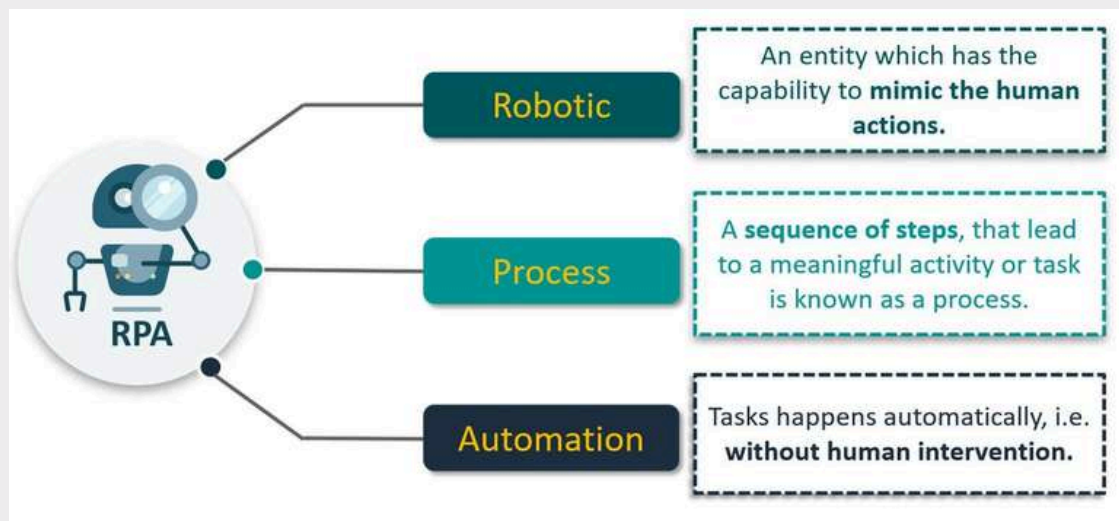 Robotic
An entity which has the
capability to mimic the human
actions.
RPA
Process
A sequence of steps, that lead
to a meaningful activity or task
is known as a process.
Automation
Tasks happens automatically, i.e.
without human intervention.